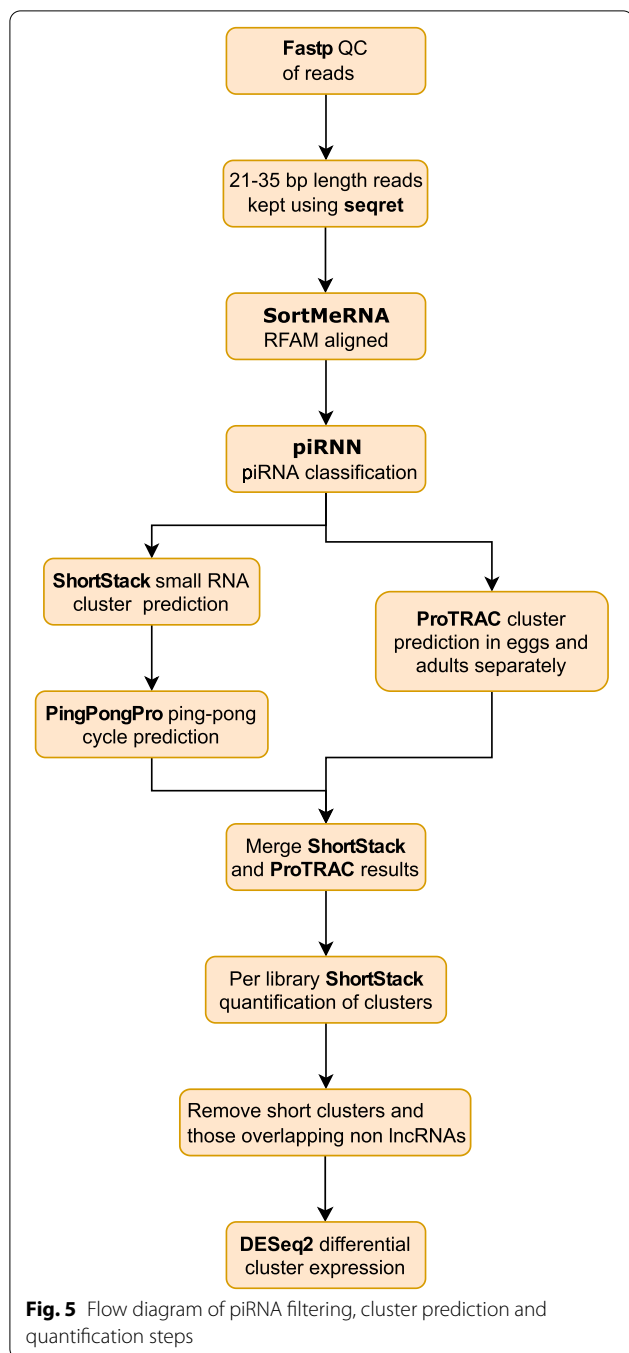 Fastp QC
of reads
21-35 bp length reads
kept using seqret
SortMeRNA
RFAM aligned
piRNN
piRNA classification
ShortStack small RNA
cluster prediction
ProTRAC cluster
prediction in eggs and
adults separately
PingPongPro ping-pong
cycle prediction
Merge ShortStack
and ProTRAC results
Per library ShortStack
quantification of clusters
Remove short clusters and
those overlapping non lncRNAs
DESeq2 differential
cluster expression
Fig. 5 Flow diagram of piRNA filtering, cluster prediction and
quantification steps